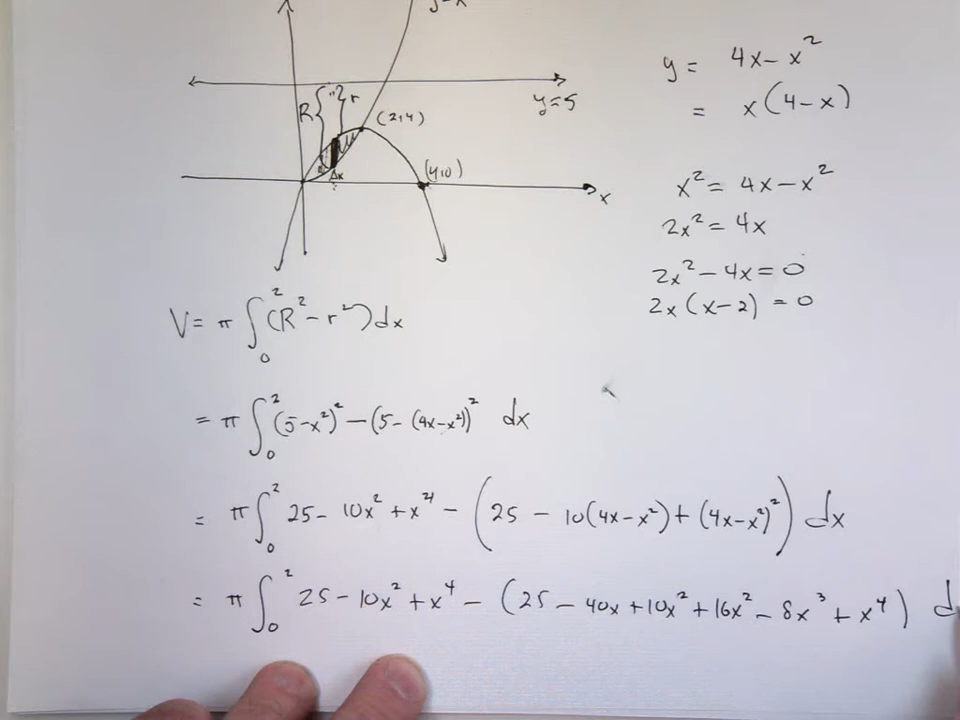 R
r
y=5
(2,4)
(4,0)
Δx
x
y = 4x - x²
= x(4-x)
x² = 4x - x²
2x² = 4x
2x² - 4x = 0
2x(x-2) = 0
V = π ∫₀² (R² - r²) dx
= π ∫₀² (5-x²)² - (5-(4x-x²))² dx
= π ∫₀² 25 - 10x² + x⁴ - (25 - 10(4x-x²) + (4x-x²)²) dx
= π ∫₀² 25 - 10x² + x⁴ - (25 - 40x + 10x² + 16x² - 8x³ + x⁴) d